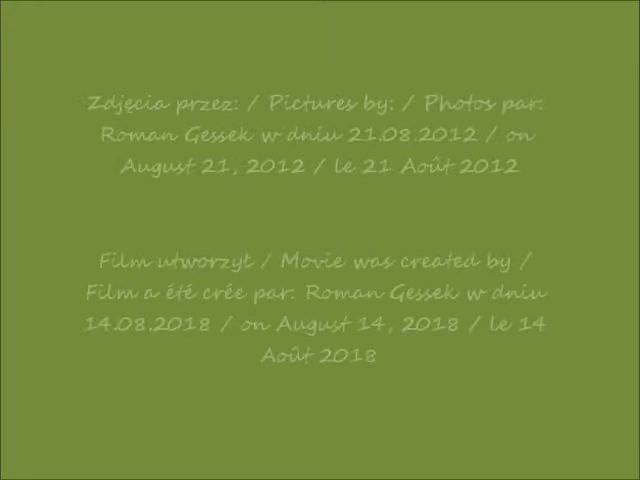 Zdjęcia przez: / Pictures by: / Photos par:
Roman Gessek w dniu 21.08.2012 / on
August 21, 2012 / le 21 Août 2012
Film utworzył / Movie was created by /
Film a été crée par: Roman Gessek w dniu
14.08.2018 / on August 14, 2018 / le 14
Août 2018